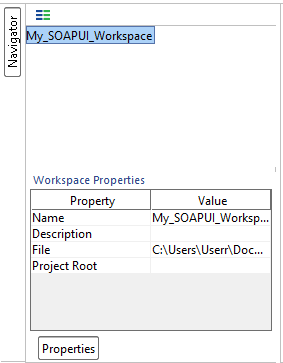 Navigator
My_SOAPUI_Workspace
Workspace Properties
Property Value
Name My_SOAPUI_Worksp...
Description
File C:\Users\Userr\Doc...
Project Root
Properties